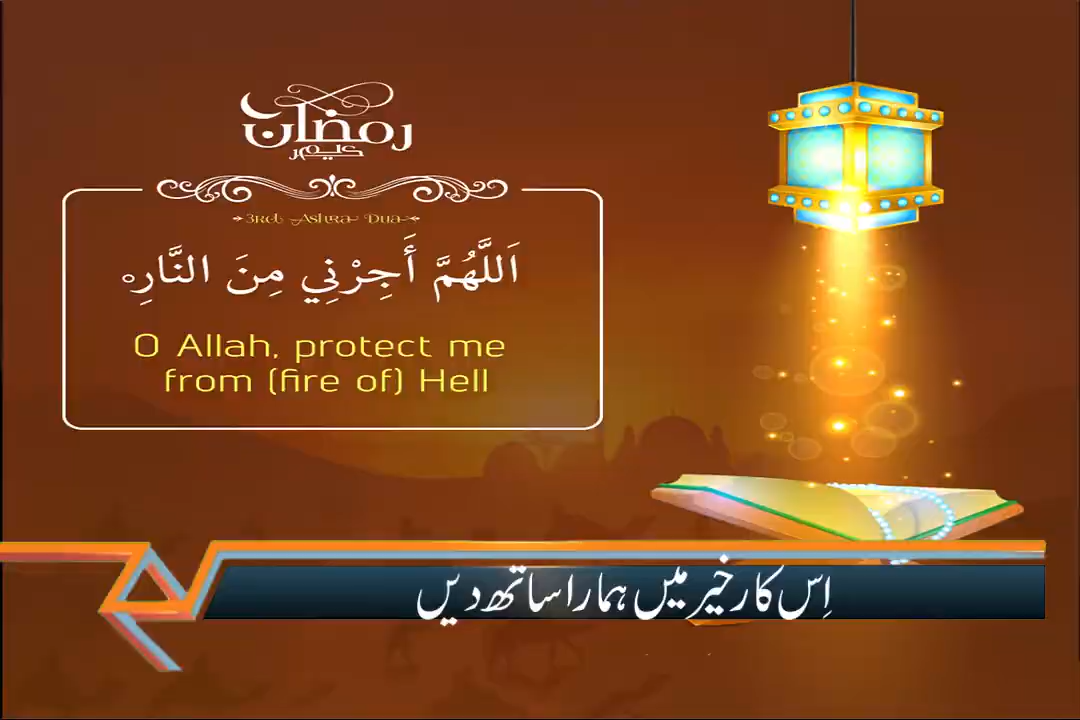 رمضان
كريم
3rd Ashra Dua
اَللَّهُمَّ أَجِرْنِي مِنَ النَّارِ
O Allah, protect me
from (fire of) Hell
اِس کار خیر میں ہمارا ساتھ دیں